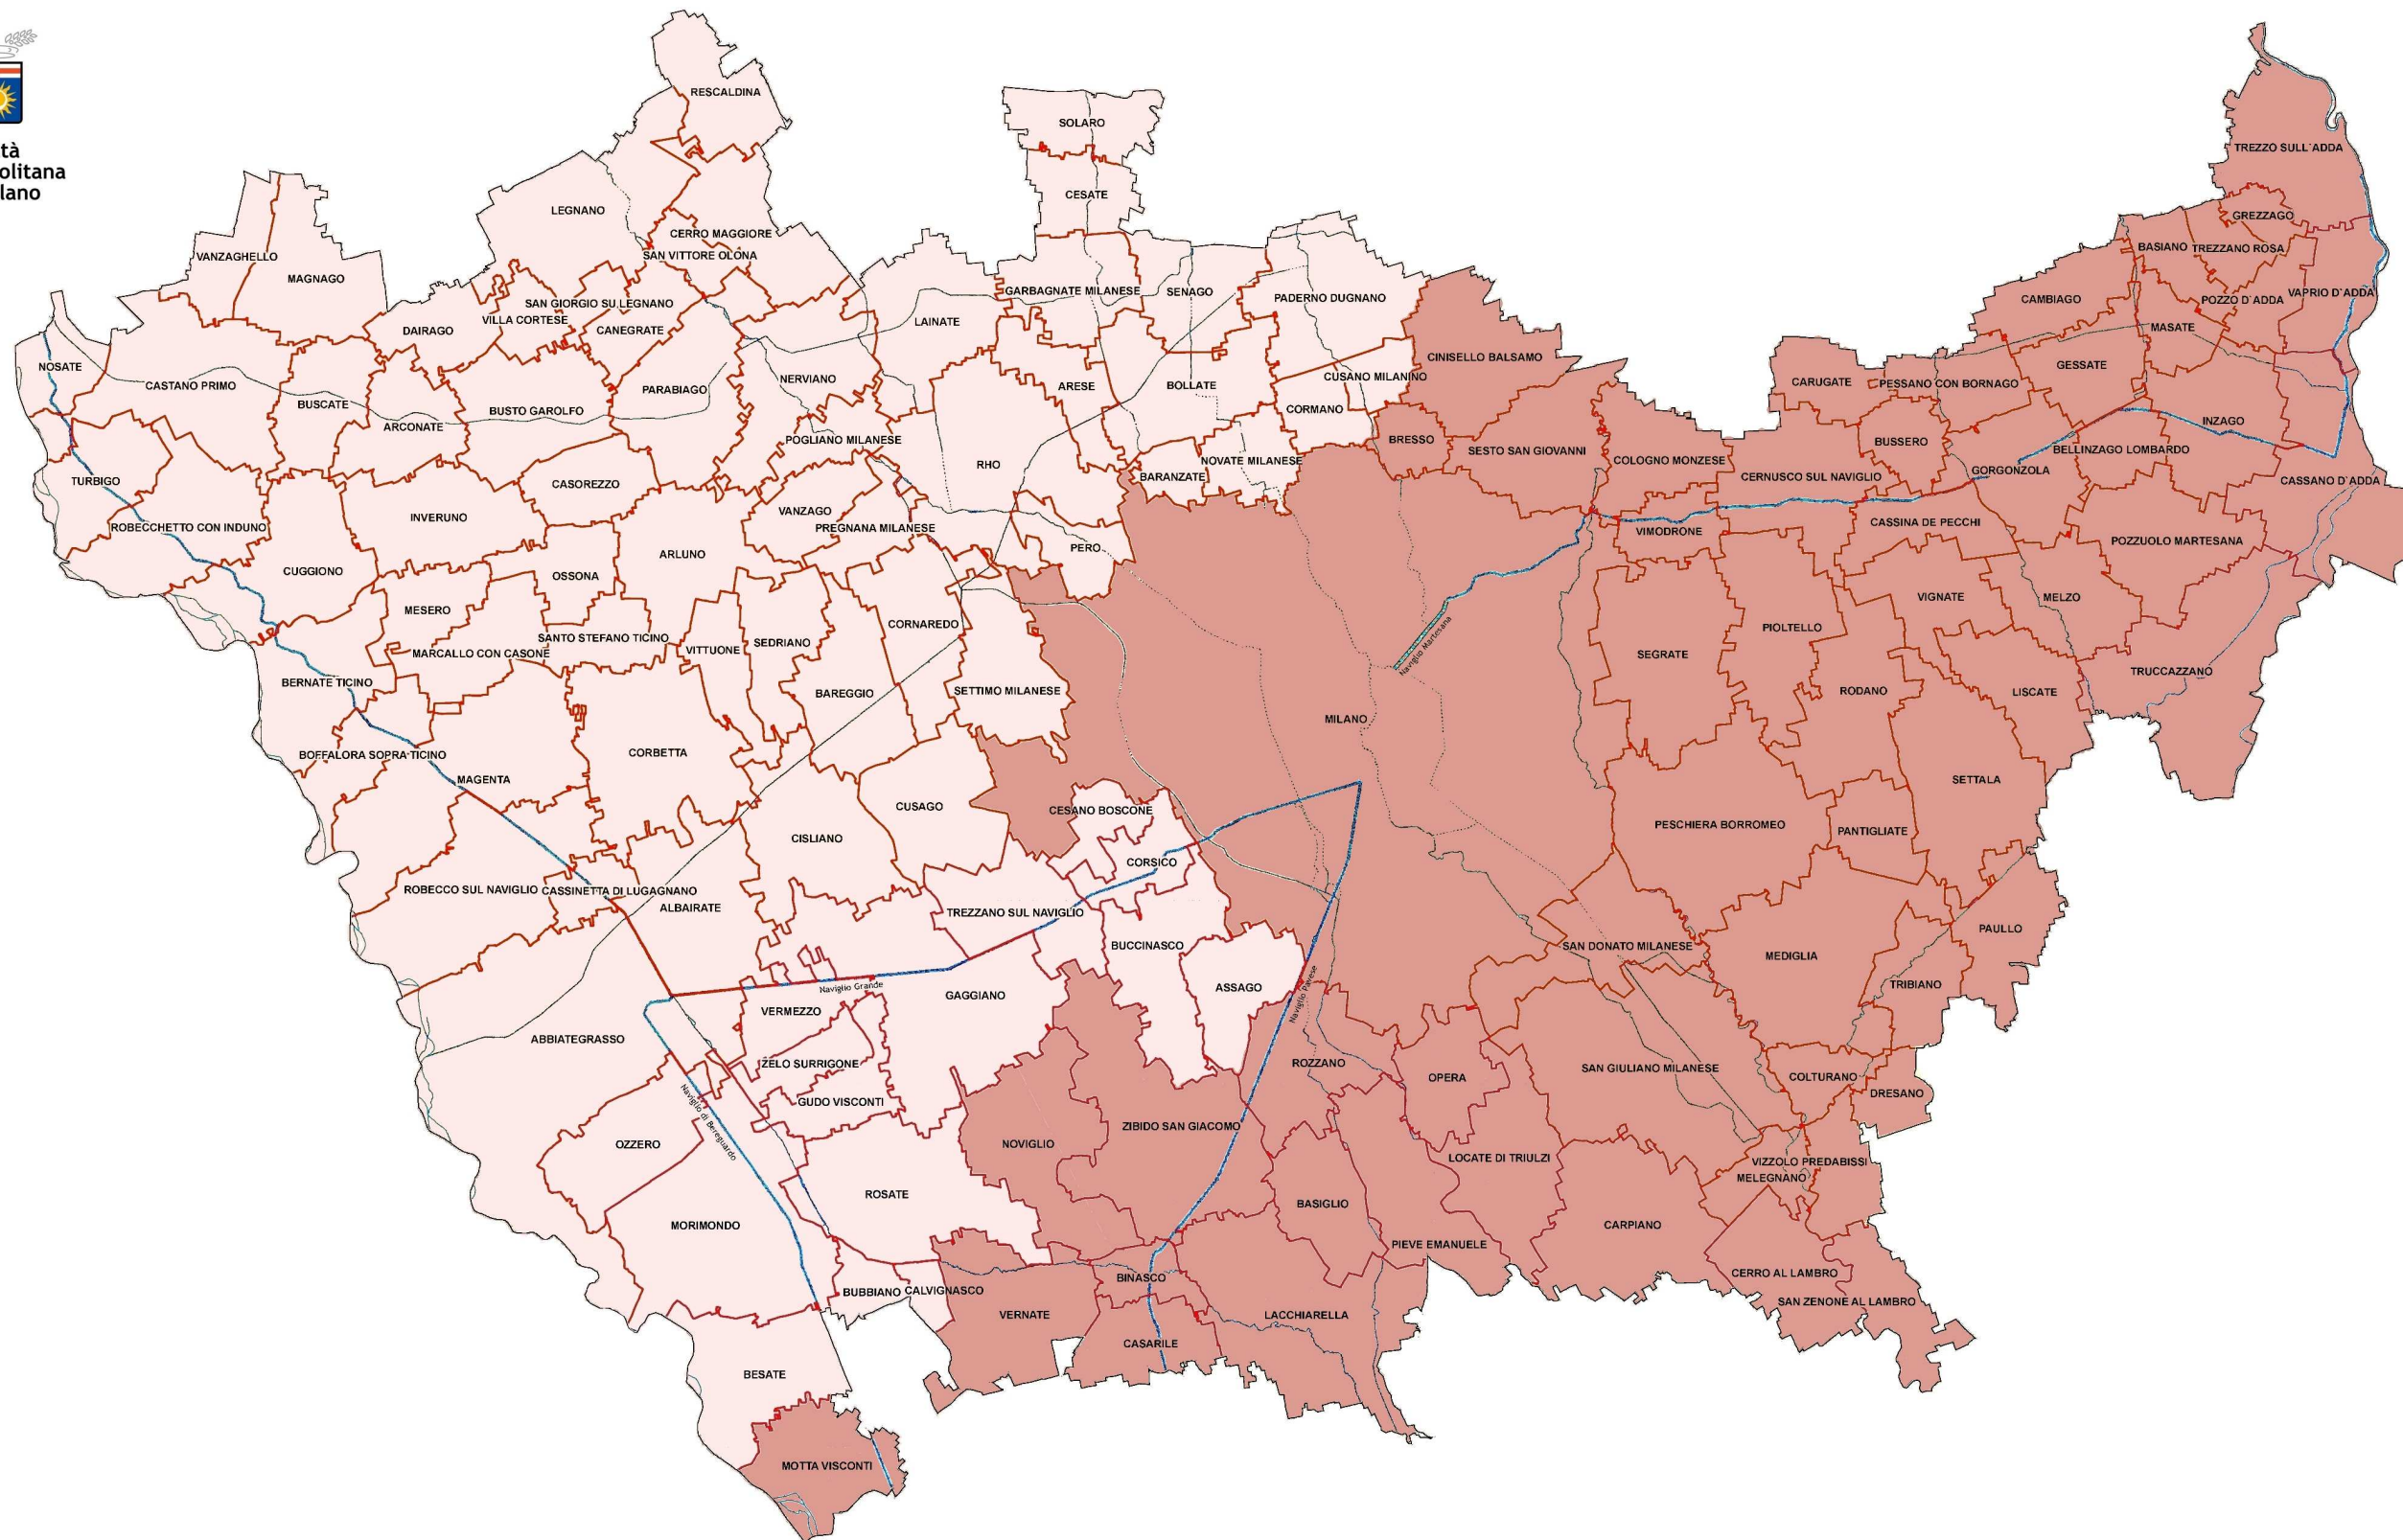 tà
olitana
lano
RESCALDINA
SOLARO
TREZZO SULL'ADDA
CESATE
LEGNANO
GREZZAGO
CERRO MAGGIORE
BASIANO
TREZZANO ROSA
SAN VITTORE OLONA
VANZAGHELLO
MAGNAGO
GARBAGNATE MILANESE
SENAGO
PADERNO DUGNANO
CAMBIAGO
POZZO D'ADDA
VAPRIO D'ADDA
SAN GIORGIO SU LEGNANO
VILLA CORTESE
LAINATE
MASATE
DAIRAGO
CANEGRATE
CINISELLO BALSAMO
NOSATE
GESSATE
CASTANO PRIMO
NERVIANO
PARABIAGO
ARESE
BOLLATE
CUSANO MILANINO
CARUGATE
PESSANO CON BORNAGO
BUSCATE
BUSTO GAROLFO
CORMANO
ARCONATE
INZAGO
POGLIANO MILANESE
BRESSO
BUSSERO
SESTO SAN GIOVANNI
BELLINZAGO LOMBARDO
RHO
NOVATE MILANESE
COLOGNO MONZESE
GORGONZOLA
BARANZATE
CERNUSCO SUL NAVIGLIO
CASSANO D'ADDA
TURBIGO
CASOREZZO
VANZAGO
INVERUNO
ROBECCHETTO CON INDUNO
PREGNANA MILANESE
CASSINA DE PECCHI
VIMODRONE
POZZUOLO MARTESANA
PERO
ARLUNO
CUGGIONO
OSSONA
MESERO
VIGNATE
MELZO
CORNAREDO
PIOLTELLO
SANTO STEFANO TICINO
SEDRIANO
VITTUONE
MARCALLO CON CASONE
Naviglio Martesana
SEGRATE
TRUCCAZZANO
BERNATE TICINO
BAREGGIO
SETTIMO MILANESE
RODANO
LISCATE
MILANO
BOFFALORA SOPRA TICINO
CORBETTA
MAGENTA
SETTALA
CUSAGO
CESANO BOSCONE
CISLIANO
PESCHIERA BORROMEO
PANTIGLIATE
CORSICO
ROBECCO SUL NAVIGLIO
CASSINETTA DI LUGAGNANO
ALBAIRATE
TREZZANO SUL NAVIGLIO
PAULLO
BUCCINASCO
SAN DONATO MILANESE
MEDIGLIA
ASSAGO
Naviglio Grande
Naviglio Pavese
TRIBIANO
GAGGIANO
VERMEZZO
ABBIATEGRASSO
ZELO SURRIGONE
ROZZANO
SAN GIULIANO MILANESE
OPERA
COLTURANO
DRESANO
GUDO VISCONTI
Naviglio di Bereguardo
ZIBIDO SAN GIACOMO
OZZERO
NOVIGLIO
LOCATE DI TRIULZI
VIZZOLO PREDABISSI
MELEGNANO
ROSATE
BASIGLIO
MORIMONDO
CARPIANO
PIEVE EMANUELE
BINASCO
CERRO AL LAMBRO
BUBBIANO
CALVIGNASCO
SAN ZENONE AL LAMBRO
VERNATE
LACCHIARELLA
CASARILE
BESATE
MOTTA VISCONTI